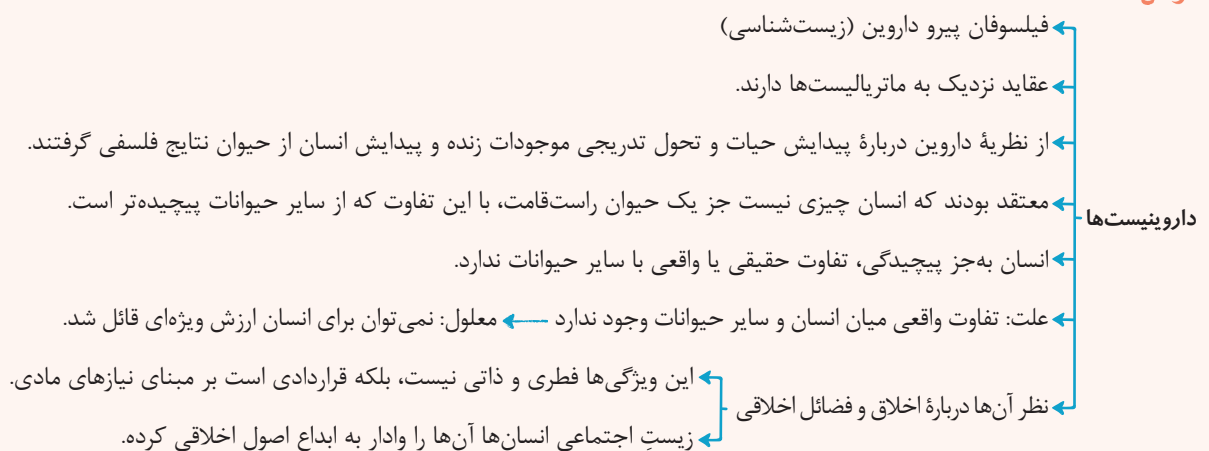 فیلسوفان پیرو داروین (زیست‌شناسی)
عقاید نزدیک به ماتریالیست‌ها دارند.
از نظریهٔ داروین دربارهٔ پیدایش حیات و تحول تدریجی موجودات زنده و پیدایش انسان از حیوان نتایج فلسفی گرفتند.
معتقد بودند که انسان چیزی نیست جز یک حیوان راست‌قامت، با این تفاوت که از سایر حیوانات پیچیده‌تر است.
داروینیست‌ها
انسان به‌جز پیچیدگی، تفاوت حقیقی یا واقعی با سایر حیوانات ندارد.
علت: تفاوت واقعی میان انسان و سایر حیوانات وجود ندارد ← معلول: نمی‌توان برای انسان ارزش ویژه‌ای قائل شد.
این ویژگی‌ها فطری و ذاتی نیست، بلکه قراردادی است بر مبنای نیازهای مادی.
نظر آن‌ها دربارهٔ اخلاق و فضائل اخلاقی
زیستِ اجتماعی انسان‌ها آن‌ها را وادار به ابداع اصول اخلاقی کرده.